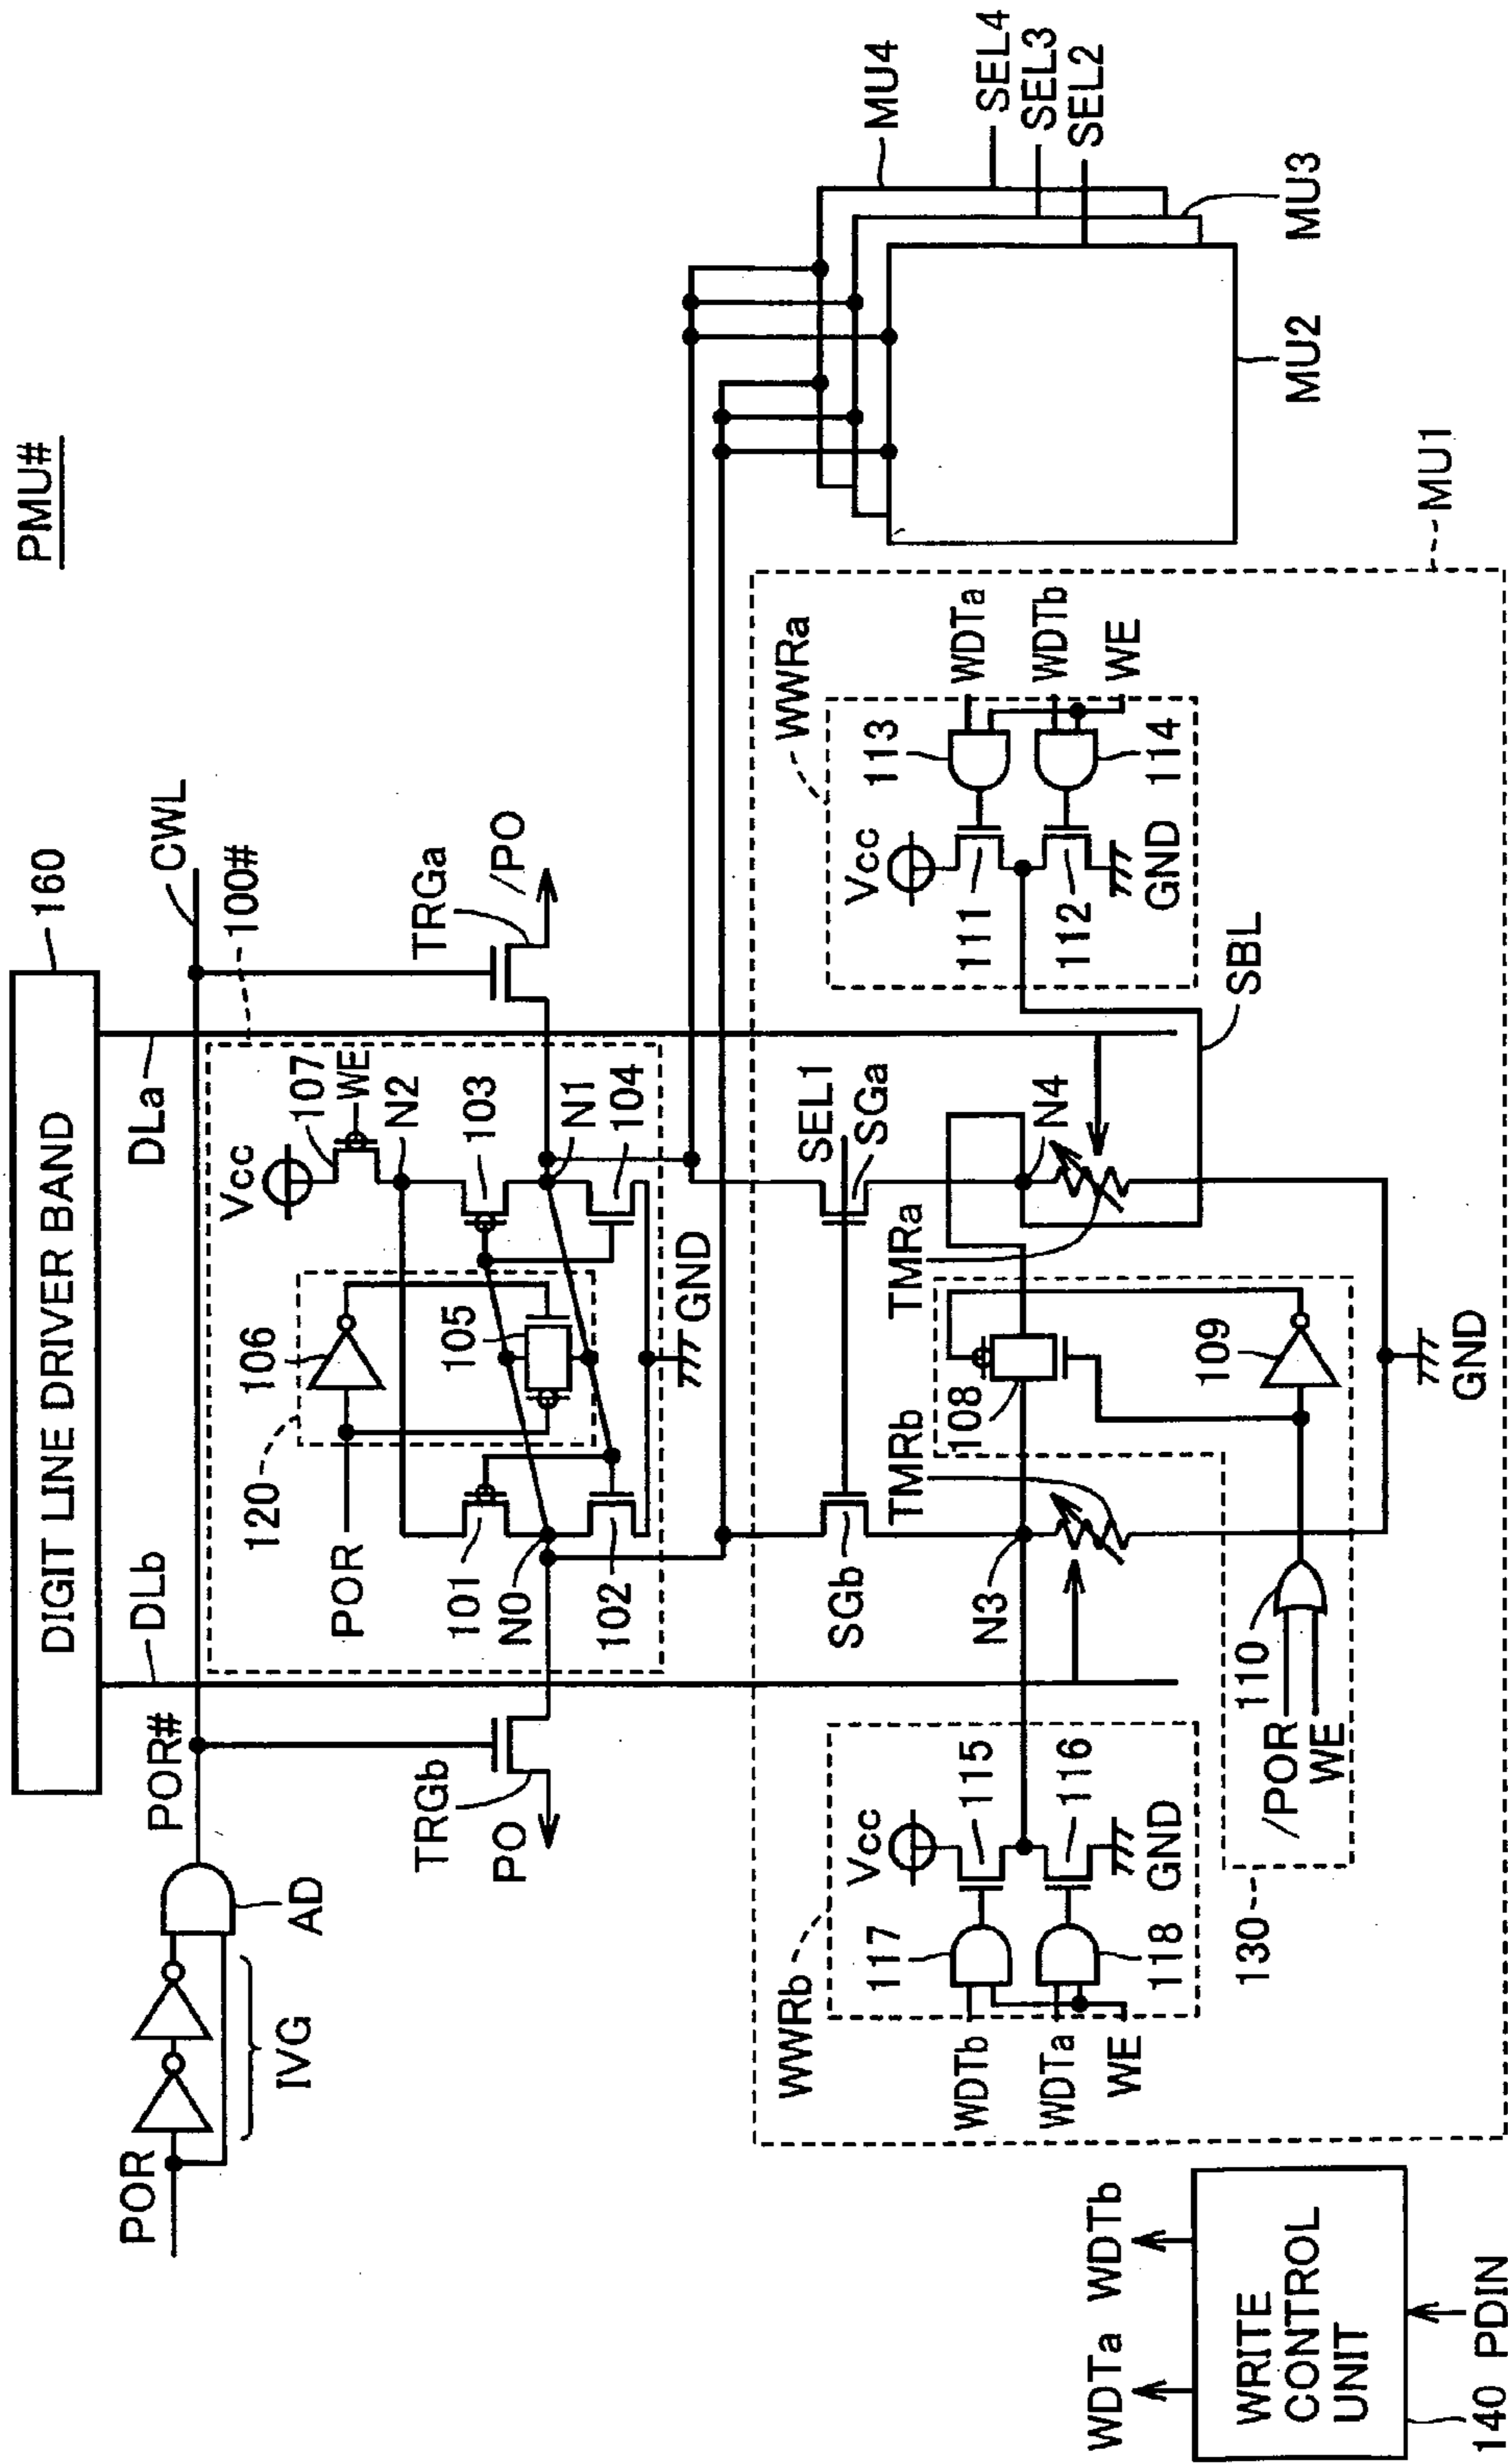 PMU#
DIGIT LINE DRIVER BAND
160
POR
IVG
AD
POR#
CWL
DLb
DLa
100#
120
POR
106
105
Vcc
107
WE
N2
101
103
N0
N1
102
104
GND
TRGb
PO
TRGa
/PO
MU4
SEL4
SEL3
SEL2
MU3
MU2
MU1
SGb
SEL1
SGa
WWRb
Vcc
117
115
WDTb
WDTa
WE
118
116
GND
N3
TMRb
TMRa
N4
108
109
110
/POR
WE
130
GND
SBL
WWRa
Vcc
113
111
WDTa
WDTb
WE
112
114
GND
WDTa
WDTb
WRITE
CONTROL
UNIT
140
PDIN